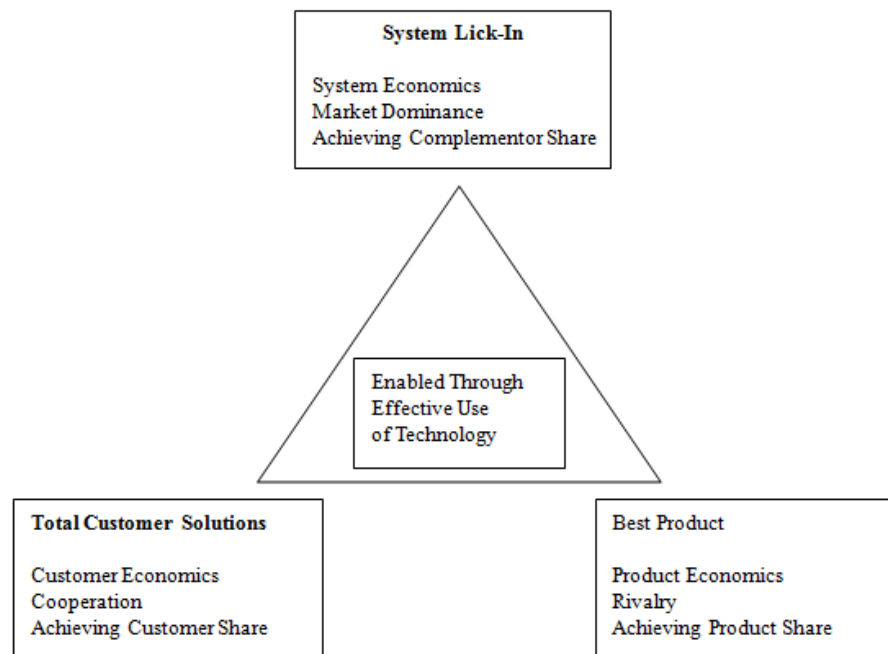 System Lick-In
System Economics
Market Dominance
Achieving Complementor Share
Enabled Through
Effective Use
of Technology
Total Customer Solutions
Customer Economics
Cooperation
Achieving Customer Share
Best Product
Product Economics
Rivalry
Achieving Product Share